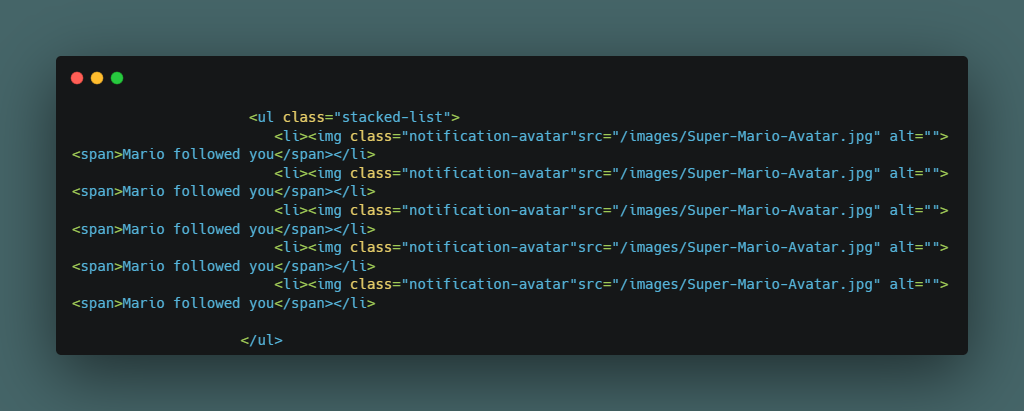 <ul class="stacked-list">
<li><img class="notification-avatar"src="/images/Super-Mario-Avatar.jpg" alt="">
<span>Mario followed you</span></li>
<li><img class="notification-avatar"src="/images/Super-Mario-Avatar.jpg" alt="">
<span>Mario followed you</span></li>
<li><img class="notification-avatar"src="/images/Super-Mario-Avatar.jpg" alt="">
<span>Mario followed you</span></li>
<li><img class="notification-avatar"src="/images/Super-Mario-Avatar.jpg" alt="">
<span>Mario followed you</span></li>
<li><img class="notification-avatar"src="/images/Super-Mario-Avatar.jpg" alt="">
<span>Mario followed you</span></li>
</ul>